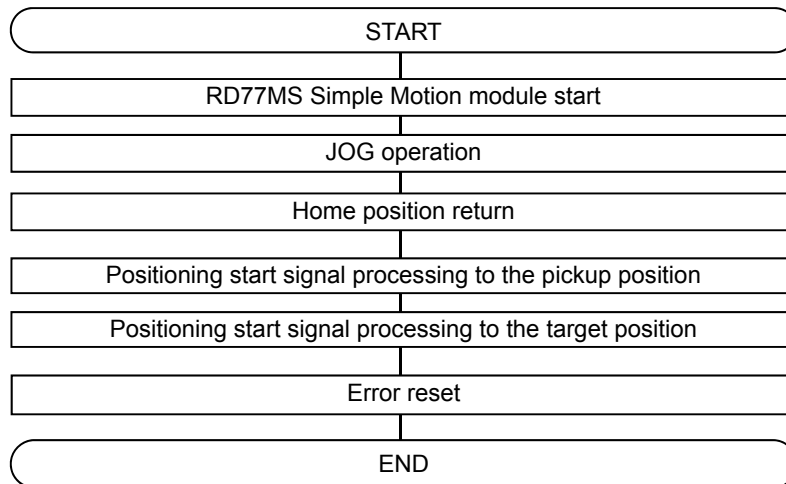 START
RD77MS Simple Motion module start
JOG operation
Home position return
Positioning start signal processing to the pickup position
Positioning start signal processing to the target position
Error reset
END